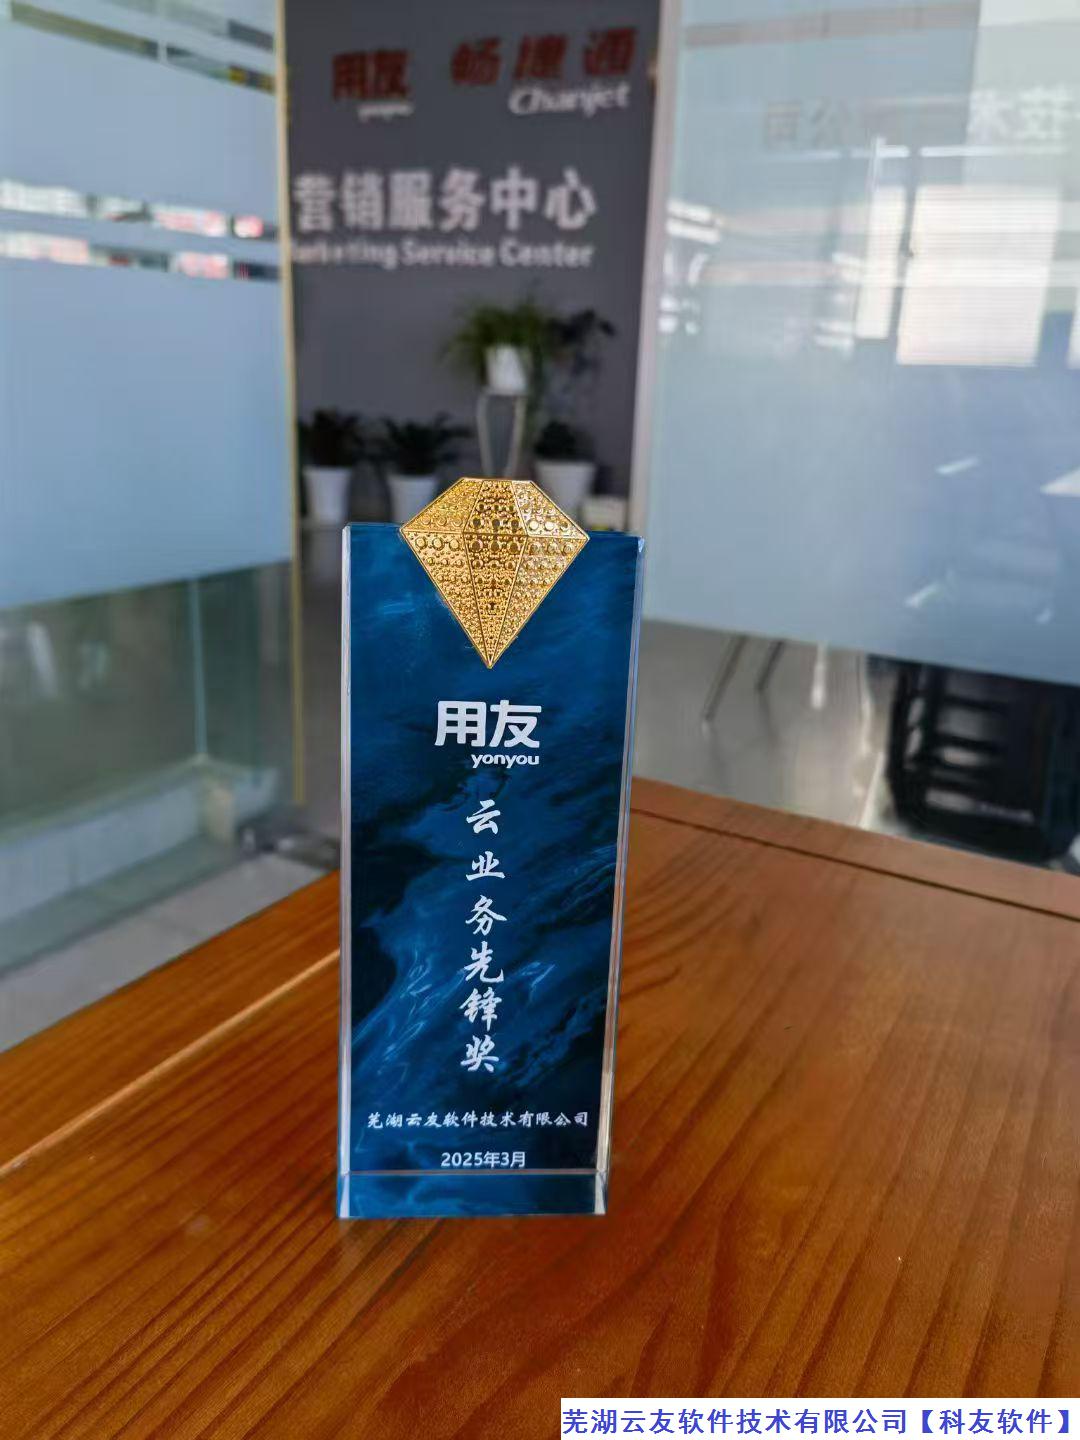 用友 畅捷通
yonyou Chanjet
营销服务中心
Marketing Service Center
用友
yonyou
云业务先锋奖
芜湖云友软件技术有限公司
2025年3月
芜湖云友软件技术有限公司【科友软件】